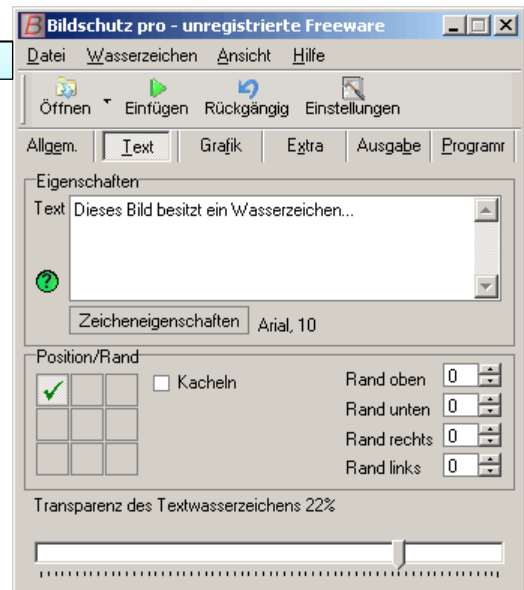 Bildschutz pro - unregistrierte Freeware
Datei Wasserzeichen Ansicht Hilfe
Öffnen Einfügen Rückgängig Einstellungen
Allgem. Text Grafik Extra Ausgabe Programr
Eigenschaften
Text Dieses Bild besitzt ein Wasserzeichen...
Zeicheneigenschaften Arial, 10
Position/Rand
Kacheln
Rand oben 0
Rand unten 0
Rand rechts 0
Rand links 0
Transparenz des Textwasserzeichens 22%